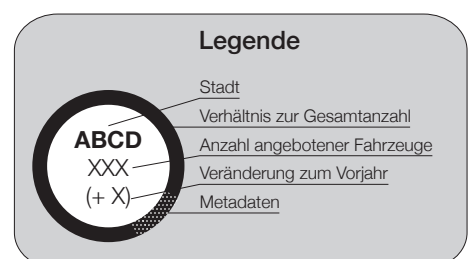 Legende
Stadt
Verhältnis zur Gesamtanzahl
ABCD
Anzahl angebotener Fahrzeuge
XXX
Veränderung zum Vorjahr
(+ X)
Metadaten